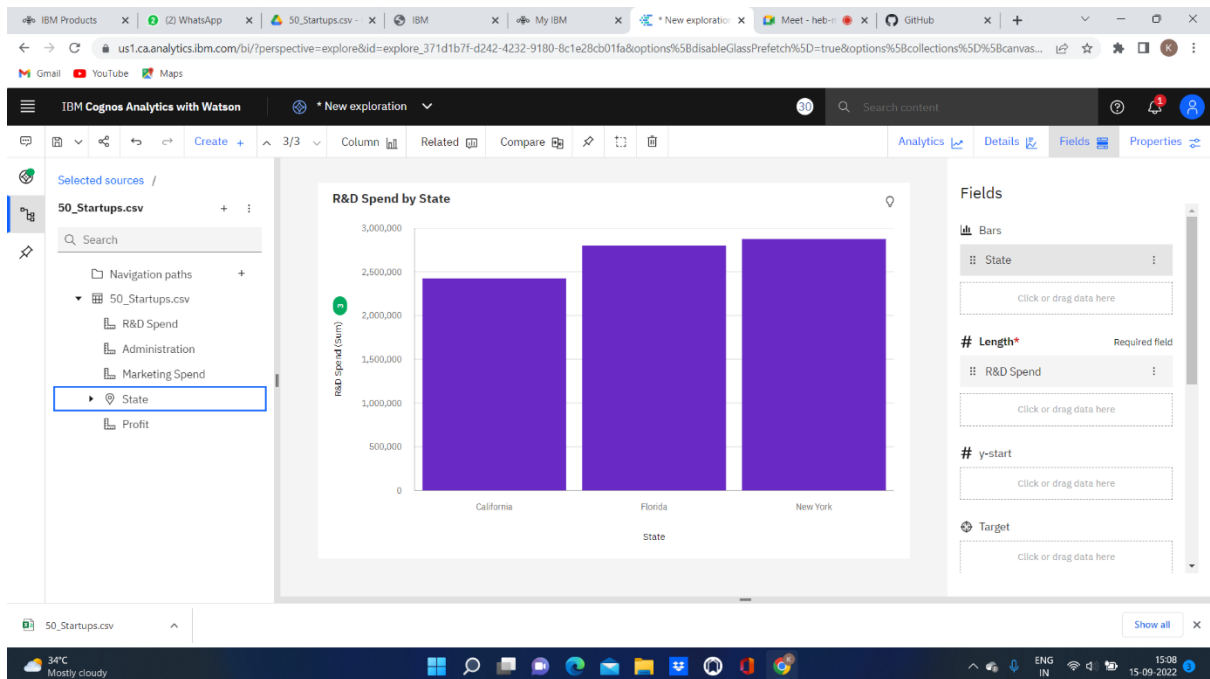 IBM Products
(2) WhatsApp
50_Startups.csv -
IBM
My IBM
* New exploration
Meet - heb-n
GitHub
us1.ca.analytics.ibm.com/bi/?perspective=explore&id=explore_371d1b7f-d242-4232-9180-8c1e28cb01fa&options%5BdisableGlassPrefetch%5D=true&options%5Bcollections%5D%5Bcanvas...
K
Gmail
YouTube
Maps
IBM Cognos Analytics with Watson
* New exploration
30
Search content
1
Create +
3/3
Column
Related
Compare
Analytics
Details
Fields
Properties
Selected sources /
50_Startups.csv
Search
Navigation paths
50_Startups.csv
R&D Spend
Administration
Marketing Spend
State
Profit
R&D Spend by State
3,000,000
2,500,000
2,000,000
1,500,000
1,000,000
500,000
0
R&D Spend (Sum)
3
California
Florida
New York
State
Fields
Bars
State
Click or drag data here
# Length*
Required field
R&D Spend
Click or drag data here
# y-start
Click or drag data here
Target
Click or drag data here
50_Startups.csv
Show all
34°C
Mostly cloudy
ENG
IN
15:08
15-09-2022
3